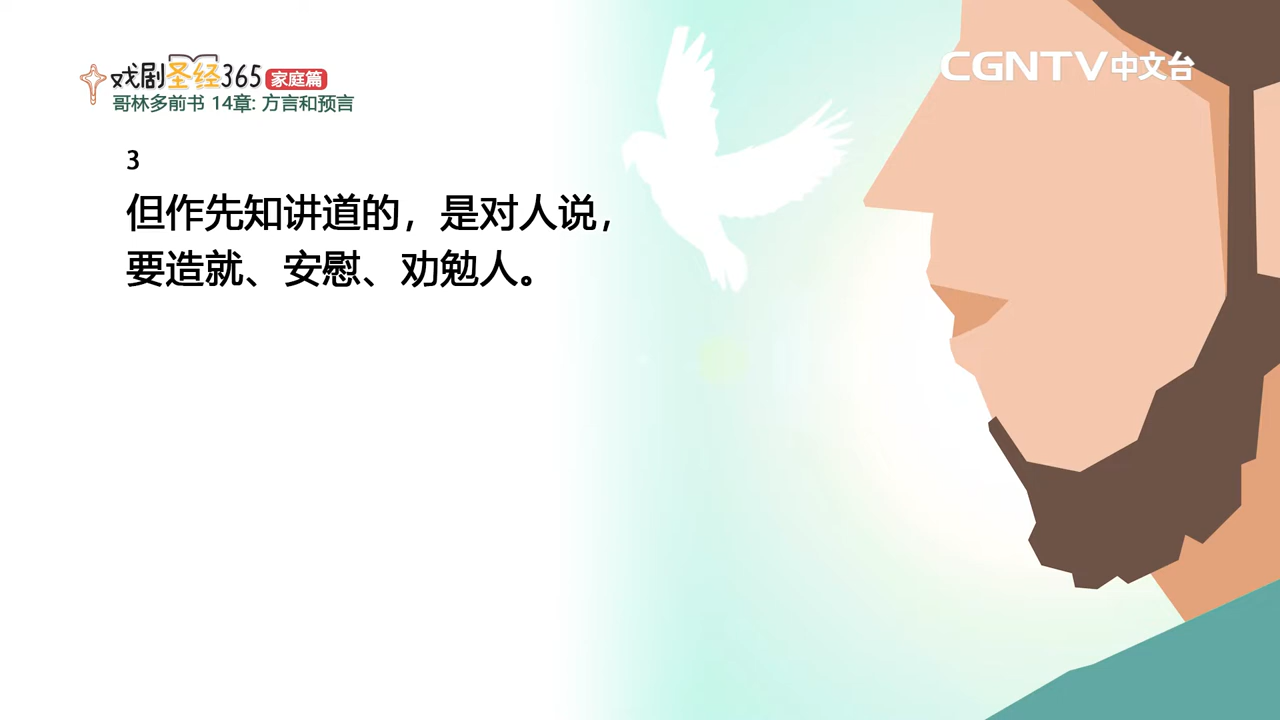 戏剧圣经365 家庭篇
CGNTV中文台
哥林多前书 14章: 方言和预言
3
但作先知讲道的，是对人说，
要造就、安慰、劝勉人。